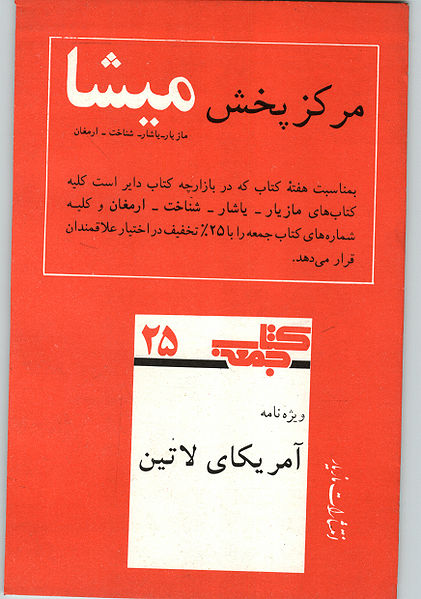 مرکز پخش میشا
مازیار_یاشار_ شناخت _ ارمغان
بمناسبت هفتهٔ کتاب که در بازارچه کتاب دایر است کلیه
کتاب‌های مازیار _ یاشار _ شناخت _ ارمغان و کلیه
شماره‌های کتاب جمعه را با ۲۵٪ تخفیف در اختیار علاقمندان
قرار می‌دهد.
کتاب جمعه ۲۵
ویژه‌نامه
آمریکای لاتین
انتشارات مازیار